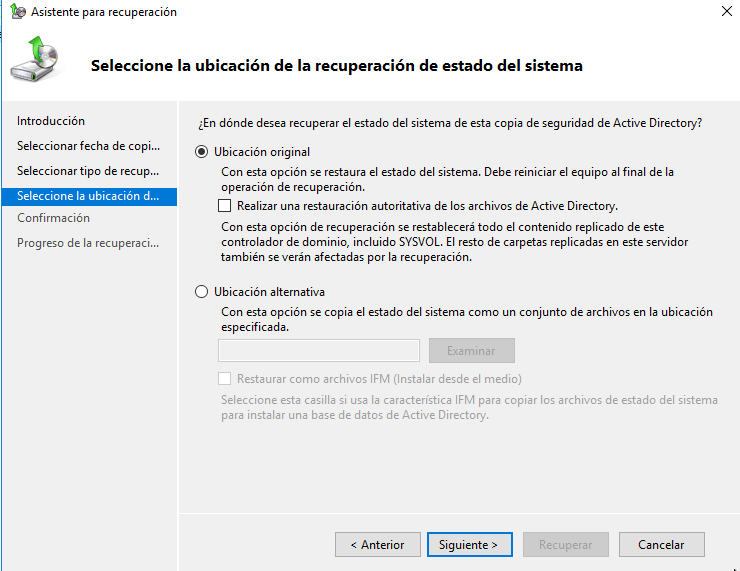 Asistente para recuperación
Seleccione la ubicación de la recuperación de estado del sistema
Introducción
Seleccionar fecha de copi...
Seleccionar tipo de recup...
Seleccione la ubicación d...
Confirmación
Progreso de la recuperaci...
¿En dónde desea recuperar el estado del sistema de esta copia de seguridad de Active Directory?
Ubicación original
Con esta opción se restaura el estado del sistema. Debe reiniciar el equipo al final de la
operación de recuperación.
Realizar una restauración autoritativa de los archivos de Active Directory.
Con esta opción de recuperación se restablecerá todo el contenido replicado de este
controlador de dominio, incluido SYSVOL. El resto de carpetas replicadas en este servidor
también se verán afectadas por la recuperación.
Ubicación alternativa
Con esta opción se copia el estado del sistema como un conjunto de archivos en la ubicación
especificada.
Examinar
Restaurar como archivos IFM (Instalar desde el medio)
Seleccione esta casilla si usa la característica IFM para copiar los archivos de estado del sistema
para instalar una base de datos de Active Directory.
< Anterior
Siguiente >
Recuperar
Cancelar